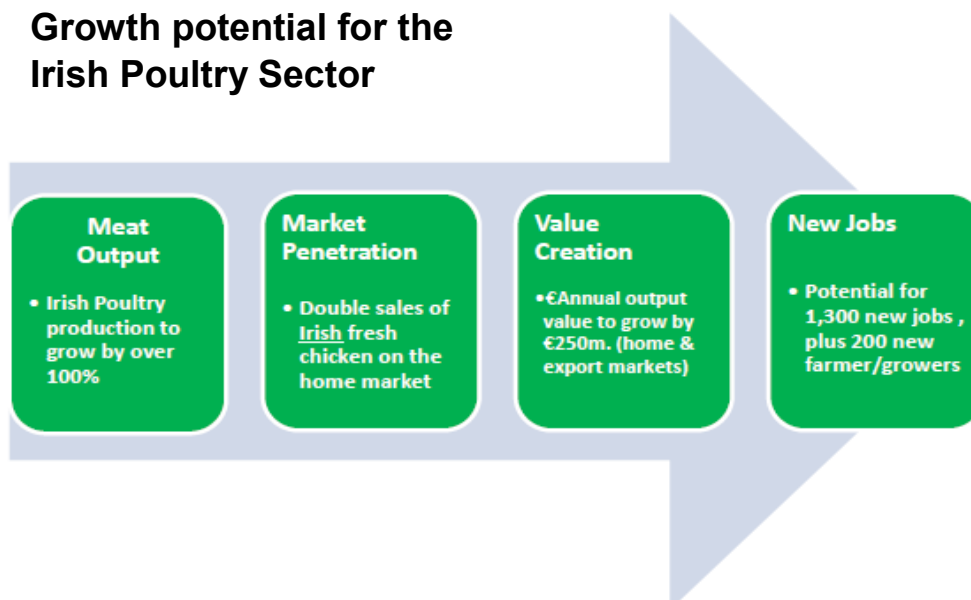 Growth potential for the
Irish Poultry Sector
Meat
Output
• Irish Poultry
production to
grow by over
100%
Market
Penetration
• Double sales of
Irish fresh
chicken on the
home market
Value
Creation
•€Annual output
value to grow by
€250m. (home &
export markets)
New Jobs
• Potential for
1,300 new jobs ,
plus 200 new
farmer/growers